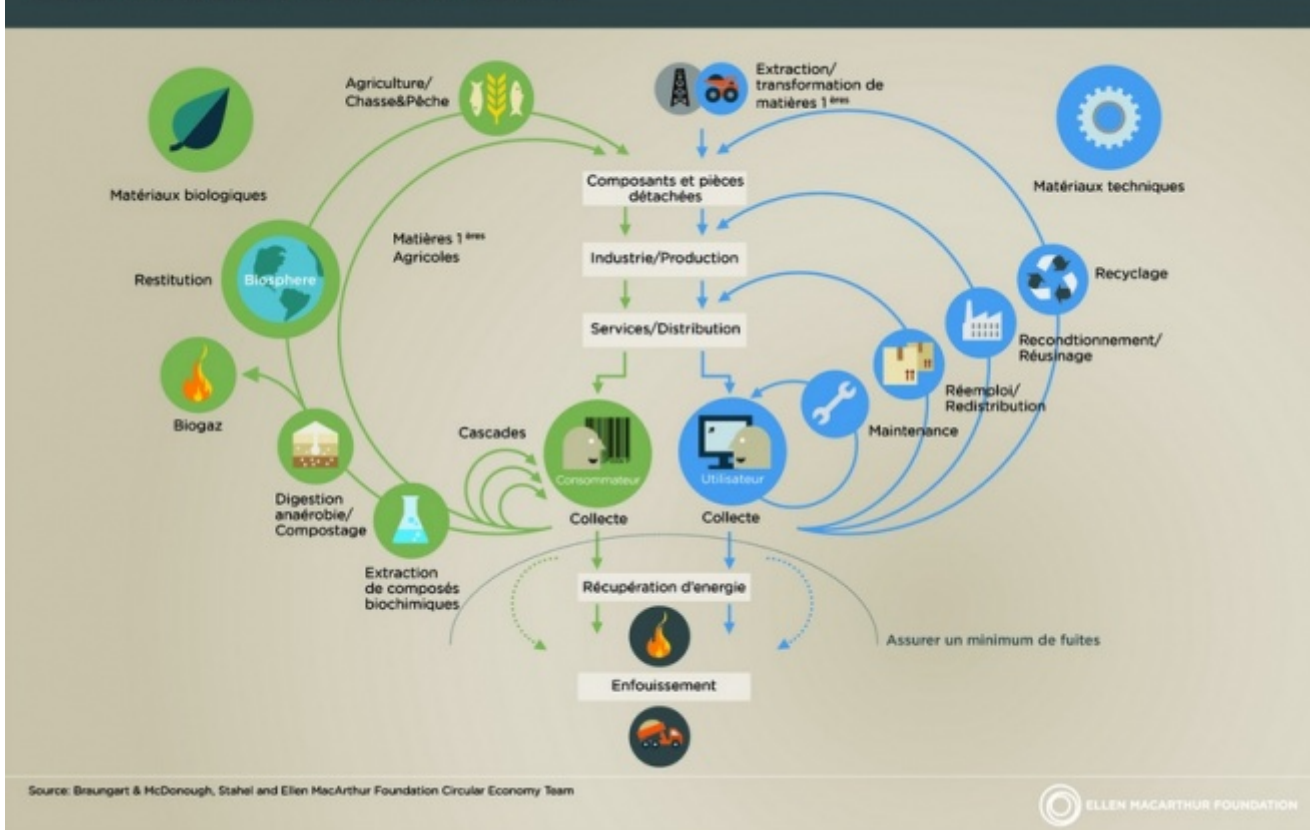 Agriculture/
Chasse&Pêche
Extraction/
transformation de
matières 1ères
Matériaux biologiques
Matériaux techniques
Composants et pièces
détachées
Matières 1ères
Agricoles
Industrie/Production
Restitution
Biosphere
Recyclage
Services/Distribution
Recondtionnement/
Réusinage
Réemploi/
Redistribution
Biogaz
Cascades
Maintenance
Consommateur
Utilisateur
Digestion
anaérobie/
Compostage
Collecte
Collecte
Extraction
de composés
biochimiques
Récupération d'energie
Assurer un minimum de fuites
Enfouissement
Source: Braungart & McDonough, Stahel and Ellen MacArthur Foundation Circular Economy Team
ELLEN MACARTHUR FOUNDATION